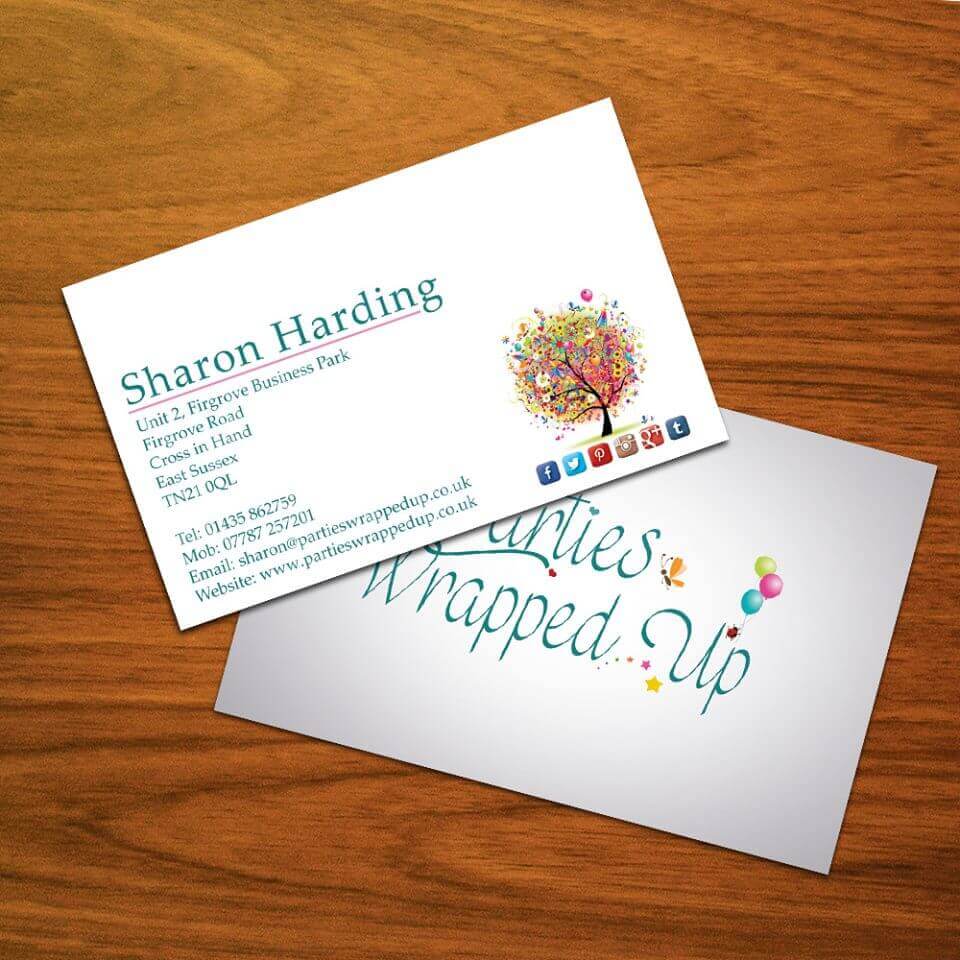 Sharon Harding
Unit 2, Firgrove Business Park
Firgrove Road
Cross in Hand
East Sussex
TN21 0QL
Tel: 01435 862759
Mob: 07787 257201
Email: sharon@partieswrappedup.co.uk
Website: www.partieswrappedup.co.uk
Parties
Wrapped Up